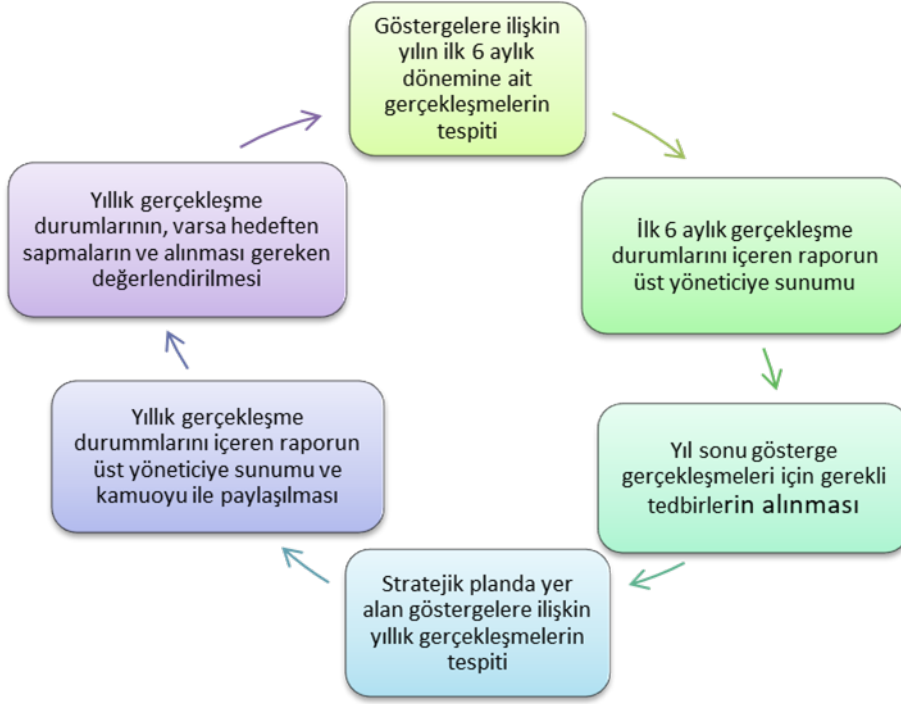 Göstergelere ilişkin
yılın ilk 6 aylık
dönemine ait
gerçekleşmelerin
tespiti
İlk 6 aylık gerçekleşme
durumlarını içeren raporun
üst yöneticiye sunumu
Yıl sonu gösterge
gerçekleşmeleri için gerekli
tedbirlerin alınması
Stratejik planda yer
alan göstergelere ilişkin
yıllık gerçekleşmelerin
tespiti
Yıllık gerçekleşme
durummlarını içeren raporun
üst yöneticiye sunumu ve
kamuoyu ile paylaşılması
Yıllık gerçekleşme
durumlarının, varsa hedeften
sapmaların ve alınması gereken
değerlendirilmesi